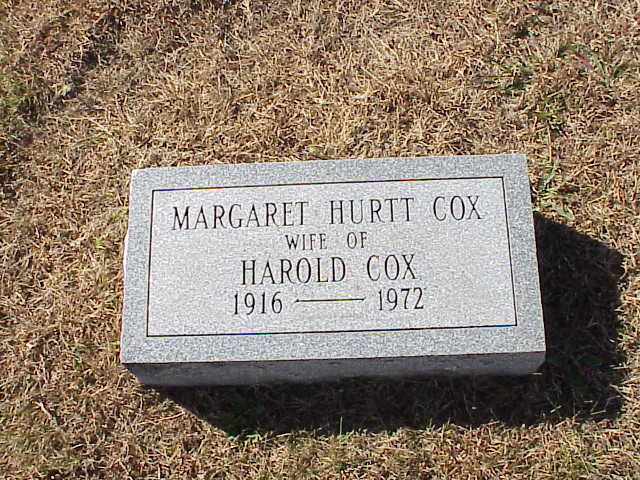 MARGARET HURTT COX
WIFE OF
HAROLD COX
1916 — 1972